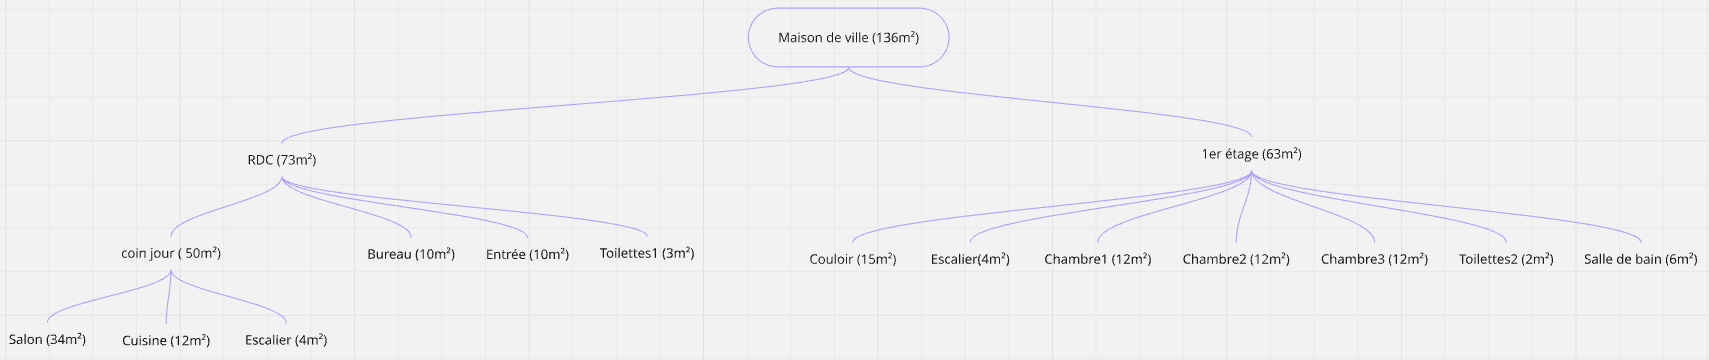 Maison de ville (136m²)
RDC (73m²)
1er étage (63m²)
coin jour ( 50m²)
Bureau (10m²)
Entrée (10m²)
Toilettes1 (3m²)
Couloir (15m²)
Escalier(4m²)
Chambre1 (12m²)
Chambre2 (12m²)
Chambre3 (12m²)
Toilettes2 (2m²)
Salle de bain (6m²)
Salon (34m²)
Cuisine (12m²)
Escalier (4m²)